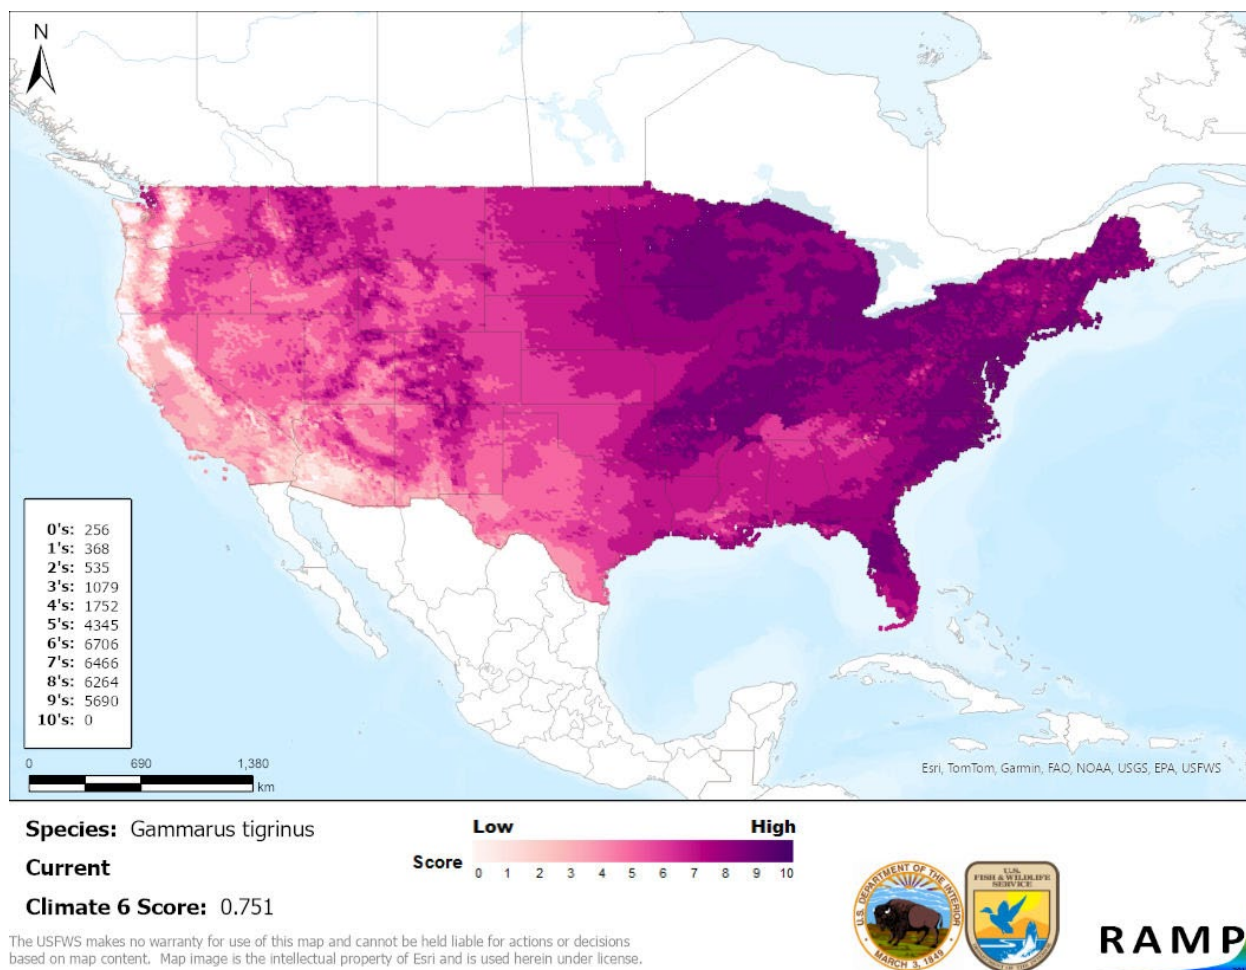 N
0's: 256
1's: 368
2's: 535
3's: 1079
4's: 1752
5's: 4345
6's: 6706
7's: 6466
8's: 6264
9's: 5690
10's: 0
0 690 1,380
km
Esri, TomTom, Garmin, FAO, NOAA, USGS, EPA, USFWS
Species: Gammarus tigrinus
Current
Climate 6 Score: 0.751
Low High
Score 0 1 2 3 4 5 6 7 8 9 10
U.S. DEPARTMENT OF THE INTERIOR
MARCH 3, 1849
U.S.
FISH & WILDLIFE
SERVICE
DEPARTMENT OF THE INTERIOR
RAMP
The USFWS makes no warranty for use of this map and cannot be held liable for actions or decisions
based on map content. Map image is the intellectual property of Esri and is used herein under license.